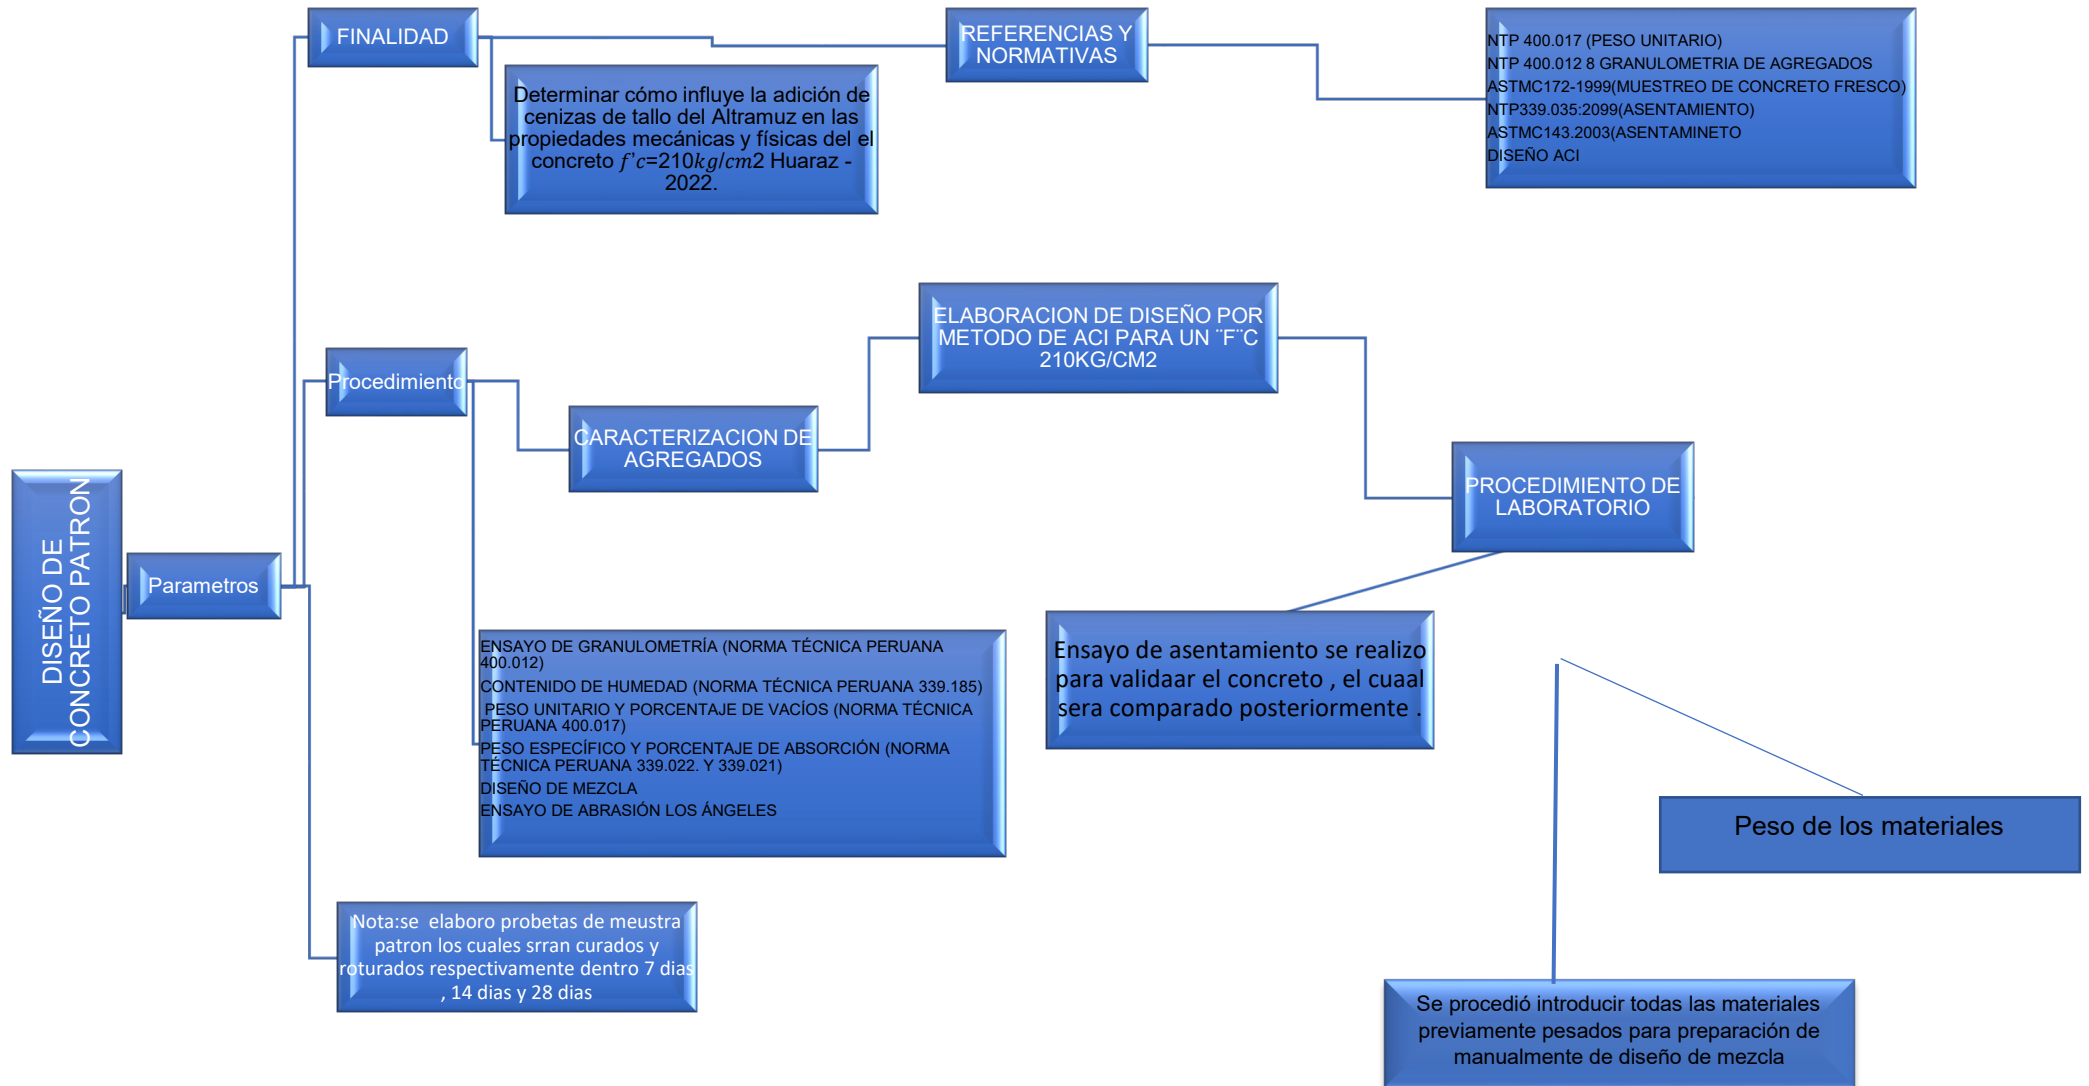 FINALIDAD
Determinar cómo influye la adición de
cenizas de tallo del Altramuz en las
propiedades mecánicas y físicas del el
concreto f'c=210kg/cm2 Huaraz -
2022.
REFERENCIAS Y
NORMATIVAS
NTP 400.017 (PESO UNITARIO)
NTP 400.012 8 GRANULOMETRIA DE AGREGADOS
ASTMC172-1999(MUESTREO DE CONCRETO FRESCO)
NTP339.035:2099(ASENTAMIENTO)
ASTMC143.2003(ASENTAMINETO
DISEÑO ACI
DISEÑO DE
CONCRETO PATRON
Parametros
Procedimiento
CARACTERIZACION DE
AGREGADOS
ELABORACION DE DISEÑO POR
METODO DE ACI PARA UN ¨F¨C
210KG/CM2
PROCEDIMIENTO DE
LABORATORIO
ENSAYO DE GRANULOMETRÍA (NORMA TÉCNICA PERUANA
400.012)
CONTENIDO DE HUMEDAD (NORMA TÉCNICA PERUANA 339.185)
PESO UNITARIO Y PORCENTAJE DE VACÍOS (NORMA TÉCNICA
PERUANA 400.017)
PESO ESPECÍFICO Y PORCENTAJE DE ABSORCIÓN (NORMA
TÉCNICA PERUANA 339.022. Y 339.021)
DISEÑO DE MEZCLA
ENSAYO DE ABRASIÓN LOS ÁNGELES
Ensayo de asentamiento se realizo
para validaar el concreto , el cuaal
sera comparado posteriormente .
Peso de los materiales
Nota:se elaboro probetas de meustra
patron los cuales srran curados y
roturados respectivamente dentro 7 dias
, 14 dias y 28 dias
Se procedió introducir todas las materiales
previamente pesados para preparación de
manualmente de diseño de mezcla